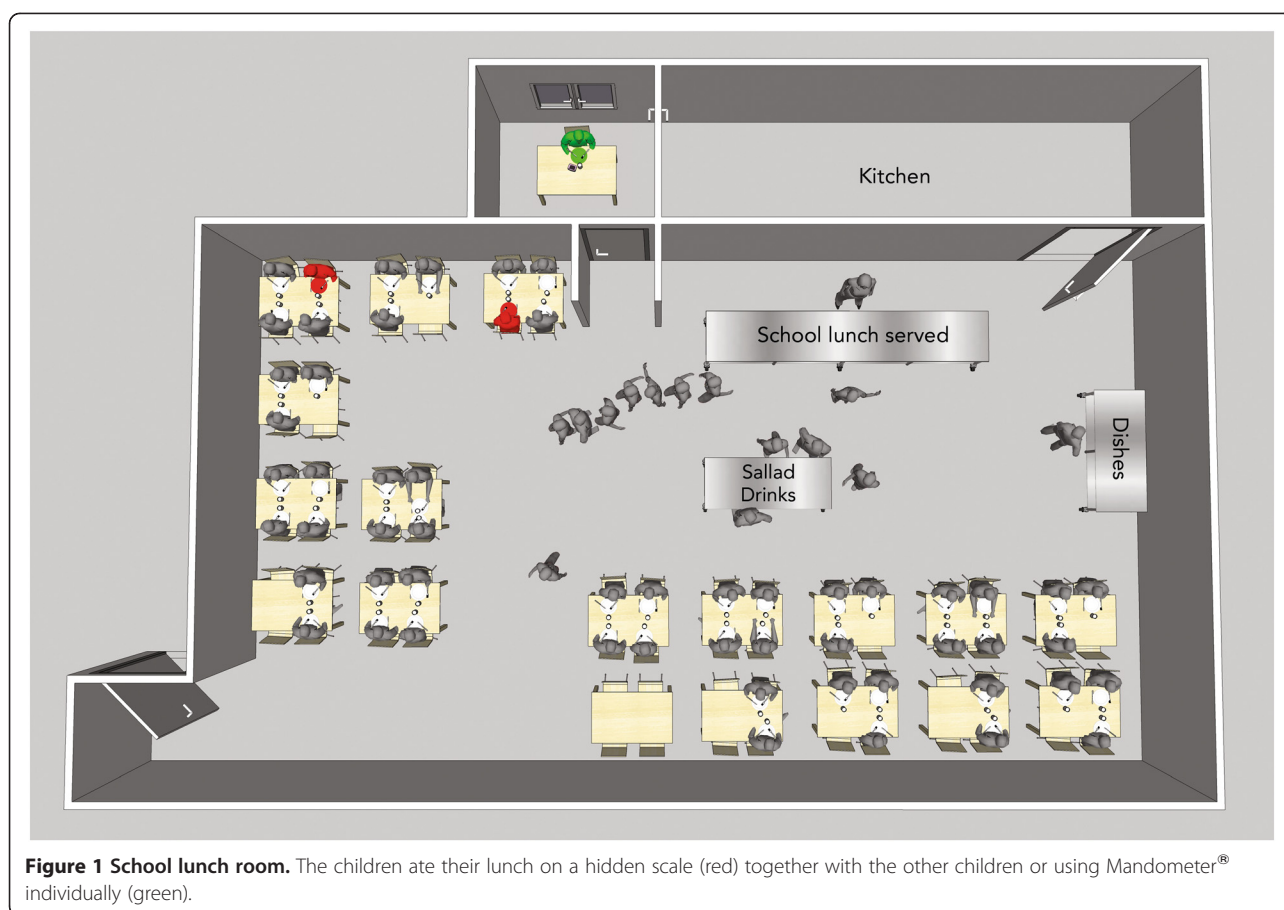 Kitchen
School lunch served
Dishes
Sallad
Drinks
Figure 1 School lunch room. The children ate their lunch on a hidden scale (red) together with the other children or using Mandometer®
individually (green).